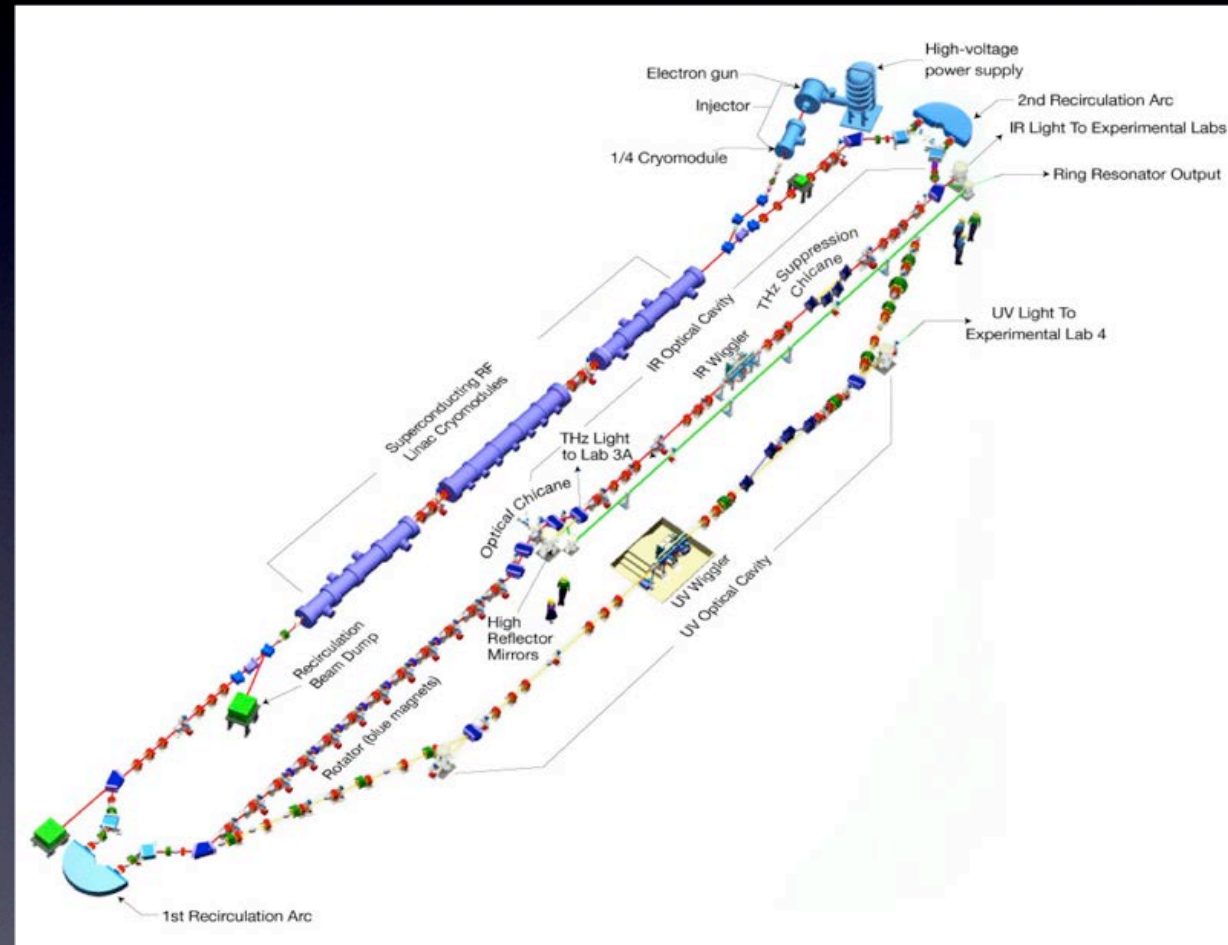 High-voltage
power supply
Electron gun
Injector
1/4 Cryomodule
2nd Recirculation Arc
IR Light To Experimental Labs
Ring Resonator Output
THz Suppression
Chicane
IR Optical Cavity
UV Light To
Experimental Lab 4
IR Wiggler
Superconducting RF
Linac Cryomodules
THz Light
to Lab 3A
Optical Chicane
UV Wiggler
UV Optical Cavity
High
Reflector
Mirrors
Recirculation
Beam Dump
Rotator (blue magnets)
1st Recirculation Arc